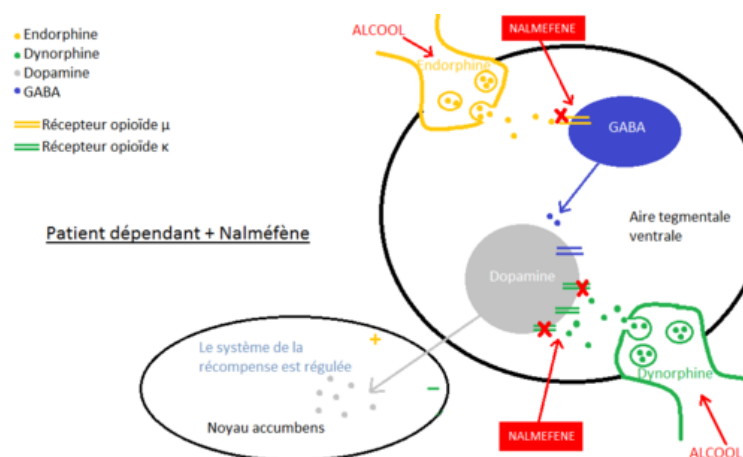 Endorphine
Dynorphine
Dopamine
GABA
Récepteur opioïde μ
Récepteur opioïde κ
Patient dépendant + Nalméfène
ALCOOL
NALMEFENE
Endorphine
GABA
Aire tegmentale
ventrale
Dopamine
+
Le système de la
récompense est régulée
–
Noyau accumbens
Dynorphine
NALMEFENE
ALCOOL